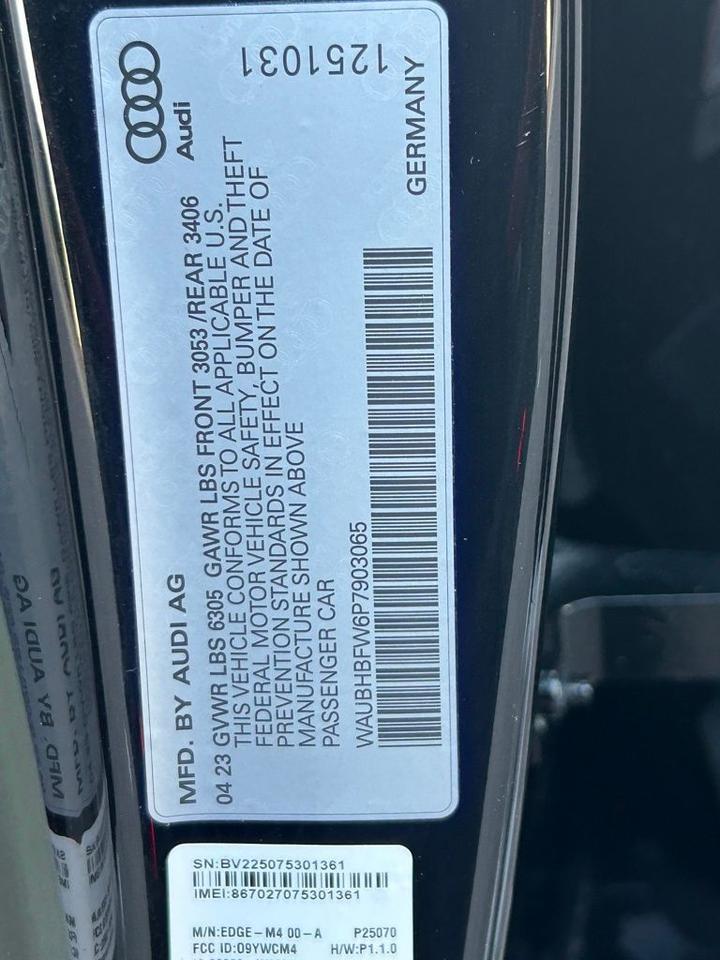 Audi
1251031
MFD. BY AUDI AG
04 23 GVWR LBS 6305 GAWR LBS FRONT 3053 /REAR 3406
THIS VEHICLE CONFORMS TO ALL APPLICABLE U.S.
FEDERAL MOTOR VEHICLE SAFETY, BUMPER AND THEFT
PREVENTION STANDARDS IN EFFECT ON THE DATE OF
MANUFACTURE SHOWN ABOVE
PASSENGER CAR
GERMANY
WAUBHBFW6P7903065
SN:BV225075301361
IMEI:867027075301361
M/N:EDGE-M4 00-A P25070
FCC ID:O9YWCM4 H/W:P1.1.0